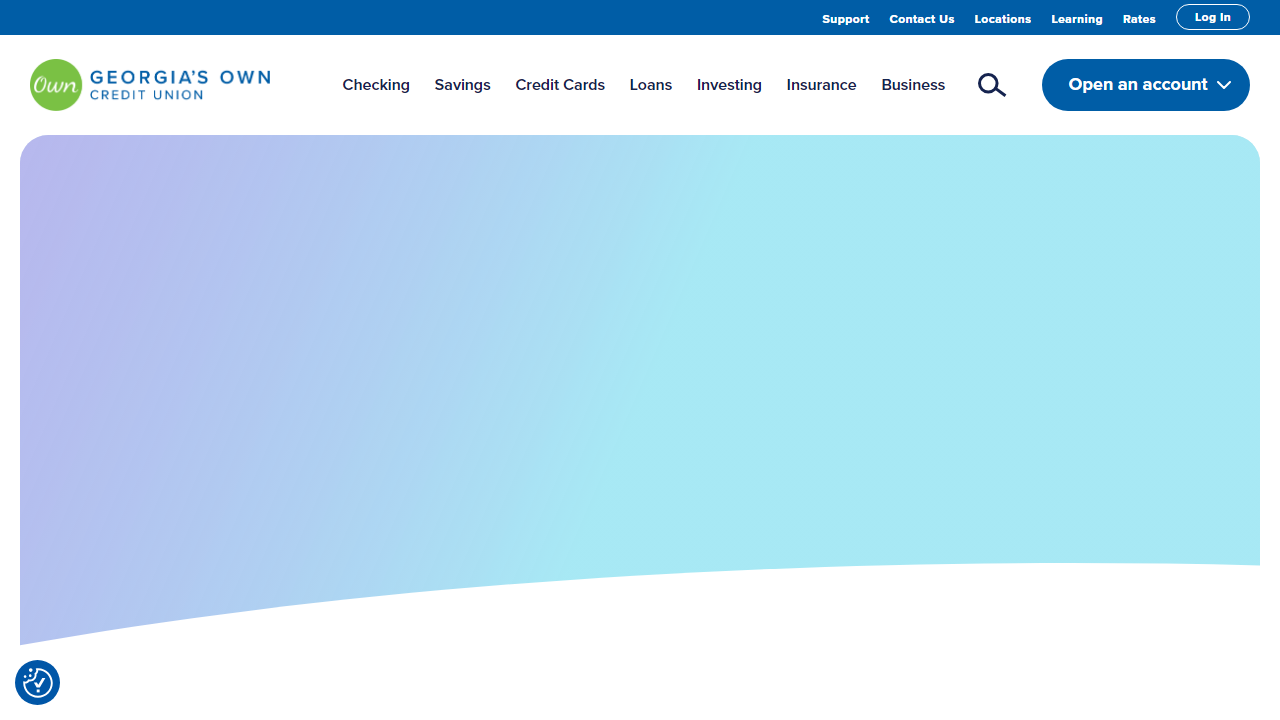 Support Contact Us Locations Learning Rates Log In
Own GEORGIA'S OWN
CREDIT UNION
Checking Savings Credit Cards Loans Investing Insurance Business Open an account